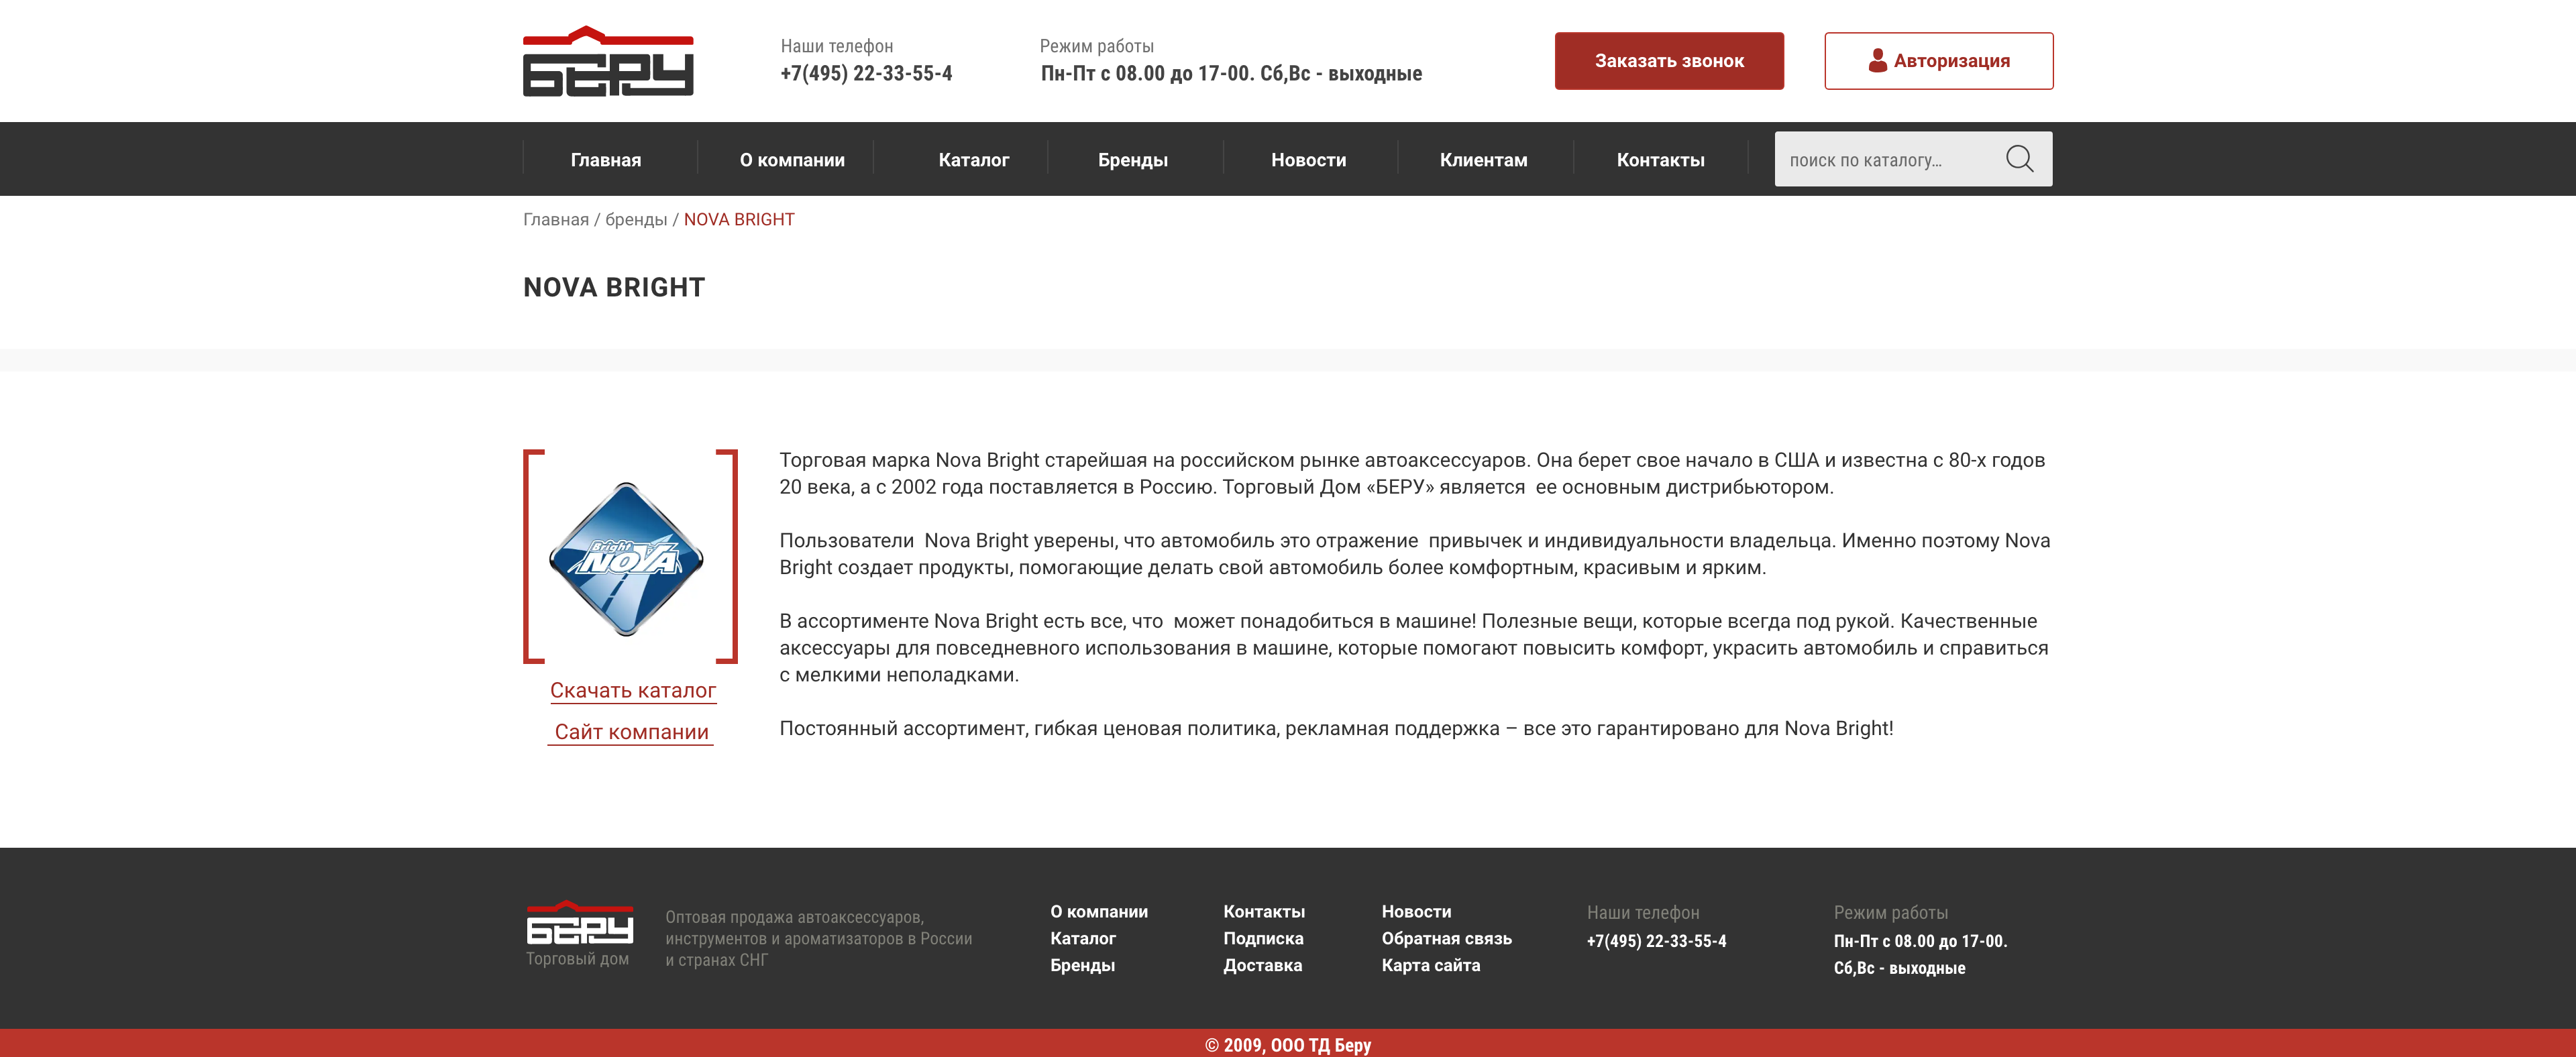 БЕРУ
Наши телефон
+7(495) 22-33-55-4
Режим работы
Пн-Пт с 08.00 до 17-00. Сб,Вс - выходные
Заказать звонок
Авторизация
Главная
О компании
Каталог
Бренды
Новости
Клиентам
Контакты
поиск по каталогу...
Главная / бренды / NOVA BRIGHT
NOVA BRIGHT
Bright
NOVA
Скачать каталог
Сайт компании
Торговая марка Nova Bright старейшая на российском рынке автоаксессуаров. Она берет свое начало в США и известна с 80-х годов
20 века, а с 2002 года поставляется в Россию. Торговый Дом «БЕРУ» является  ее основным дистрибьютором.
Пользователи  Nova Bright уверены, что автомобиль это отражение  привычек и индивидуальности владельца. Именно поэтому Nova
Bright создает продукты, помогающие делать свой автомобиль более комфортным, красивым и ярким.
В ассортименте Nova Bright есть все, что  может понадобиться в машине! Полезные вещи, которые всегда под рукой. Качественные
аксессуары для повседневного использования в машине, которые помогают повысить комфорт, украсить автомобиль и справиться
с мелкими неполадками.
Постоянный ассортимент, гибкая ценовая политика, рекламная поддержка – все это гарантировано для Nova Bright!
БЕРУ
Торговый дом
Оптовая продажа автоаксессуаров,
инструментов и ароматизаторов в России
и странах СНГ
О компании
Каталог
Бренды
Контакты
Подписка
Доставка
Новости
Обратная связь
Карта сайта
Наши телефон
+7(495) 22-33-55-4
Режим работы
Пн-Пт с 08.00 до 17-00.
Сб,Вс - выходные
© 2009, ООО ТД Беру